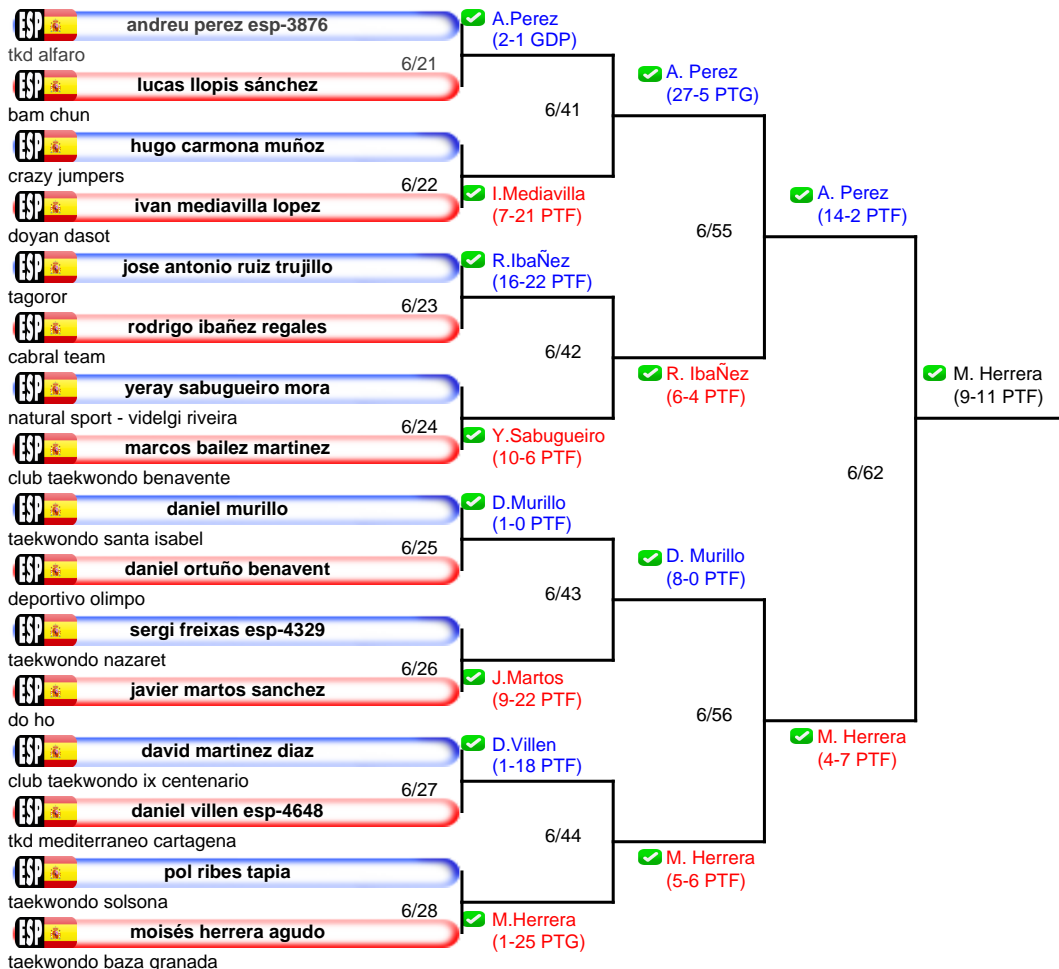 ESP andreu perez esp-3876
tkd alfaro
6/21
ESP lucas llopis sánchez
bam chun
ESP hugo carmona muñoz
crazy jumpers
6/22
ESP ivan mediavilla lopez
doyan dasot
ESP jose antonio ruiz trujillo
tagoror
6/23
ESP rodrigo ibañez regales
cabral team
ESP yeray sabugueiro mora
natural sport - videlgi riveira
6/24
ESP marcos bailez martinez
club taekwondo benavente
ESP daniel murillo
taekwondo santa isabel
6/25
ESP daniel ortuño benavent
deportivo olimpo
ESP sergi freixas esp-4329
taekwondo nazaret
6/26
ESP javier martos sanchez
do ho
ESP david martinez diaz
club taekwondo ix centenario
6/27
ESP daniel villen esp-4648
tkd mediterraneo cartagena
ESP pol ribes tapia
taekwondo solsona
6/28
ESP moisés herrera agudo
taekwondo baza granada
A.Perez
(2-1 GDP)
6/41
I.Mediavilla
(7-21 PTF)
R.IbaÑez
(16-22 PTF)
6/42
Y.Sabugueiro
(10-6 PTF)
D.Murillo
(1-0 PTF)
6/43
J.Martos
(9-22 PTF)
D.Villen
(1-18 PTF)
6/44
M.Herrera
(1-25 PTG)
A. Perez
(27-5 PTG)
6/55
R. IbaÑez
(6-4 PTF)
D. Murillo
(8-0 PTF)
6/56
M. Herrera
(5-6 PTF)
A. Perez
(14-2 PTF)
6/62
M. Herrera
(4-7 PTF)
M. Herrera
(9-11 PTF)